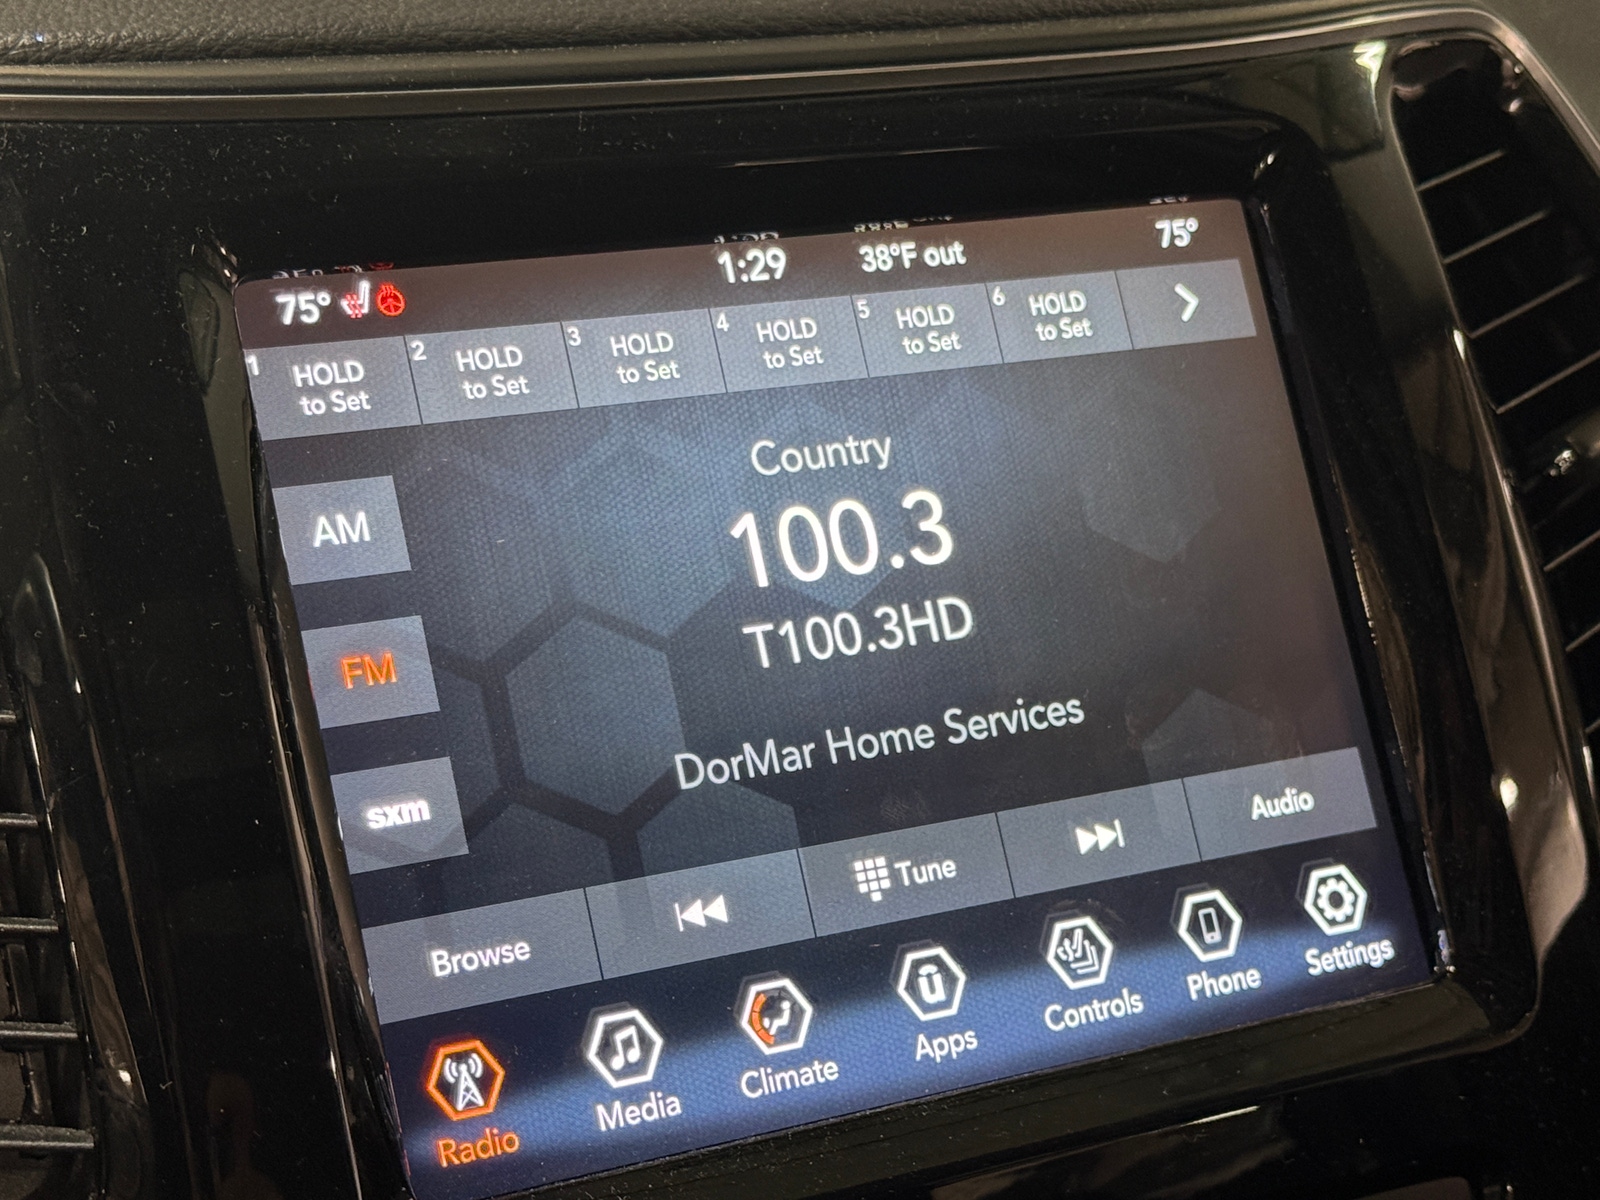 75° 1:29 38°F out 75°
1 HOLD to Set 2 HOLD to Set 3 HOLD to Set 4 HOLD to Set 5 HOLD to Set 6 HOLD to Set
Country
100.3
T100.3HD
DorMar Home Services
AM
FM
sxm
Browse Tune Audio
Radio Media Climate Apps Controls Phone Settings